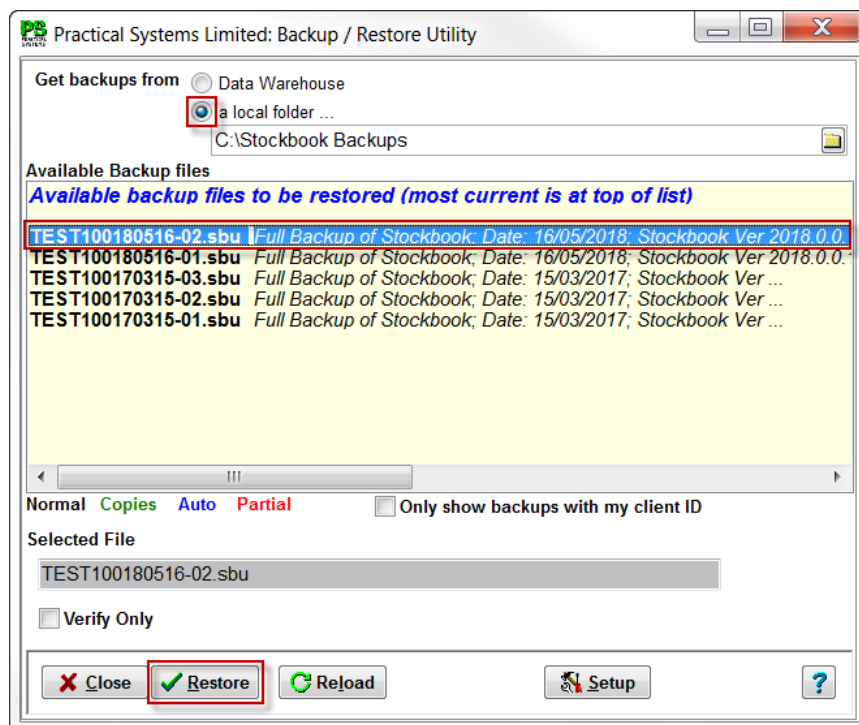 PS PRACTICAL SYSTEMS Practical Systems Limited: Backup / Restore Utility
Get backups from Data Warehouse
a local folder ...
C:\Stockbook Backups
Available Backup files
Available backup files to be restored (most current is at top of list)
TEST100180516-02.sbu Full Backup of Stockbook; Date: 16/05/2018; Stockbook Ver 2018.0.0.
TEST100180516-01.sbu Full Backup of Stockbook; Date: 16/05/2018; Stockbook Ver 2018.0.0.
TEST100170315-03.sbu Full Backup of Stockbook; Date: 15/03/2017; Stockbook Ver ...
TEST100170315-02.sbu Full Backup of Stockbook; Date: 15/03/2017; Stockbook Ver ...
TEST100170315-01.sbu Full Backup of Stockbook; Date: 15/03/2017; Stockbook Ver ...
Normal Copies Auto Partial Only show backups with my client ID
Selected File
TEST100180516-02.sbu
Verify Only
Close Restore Reload Setup ?